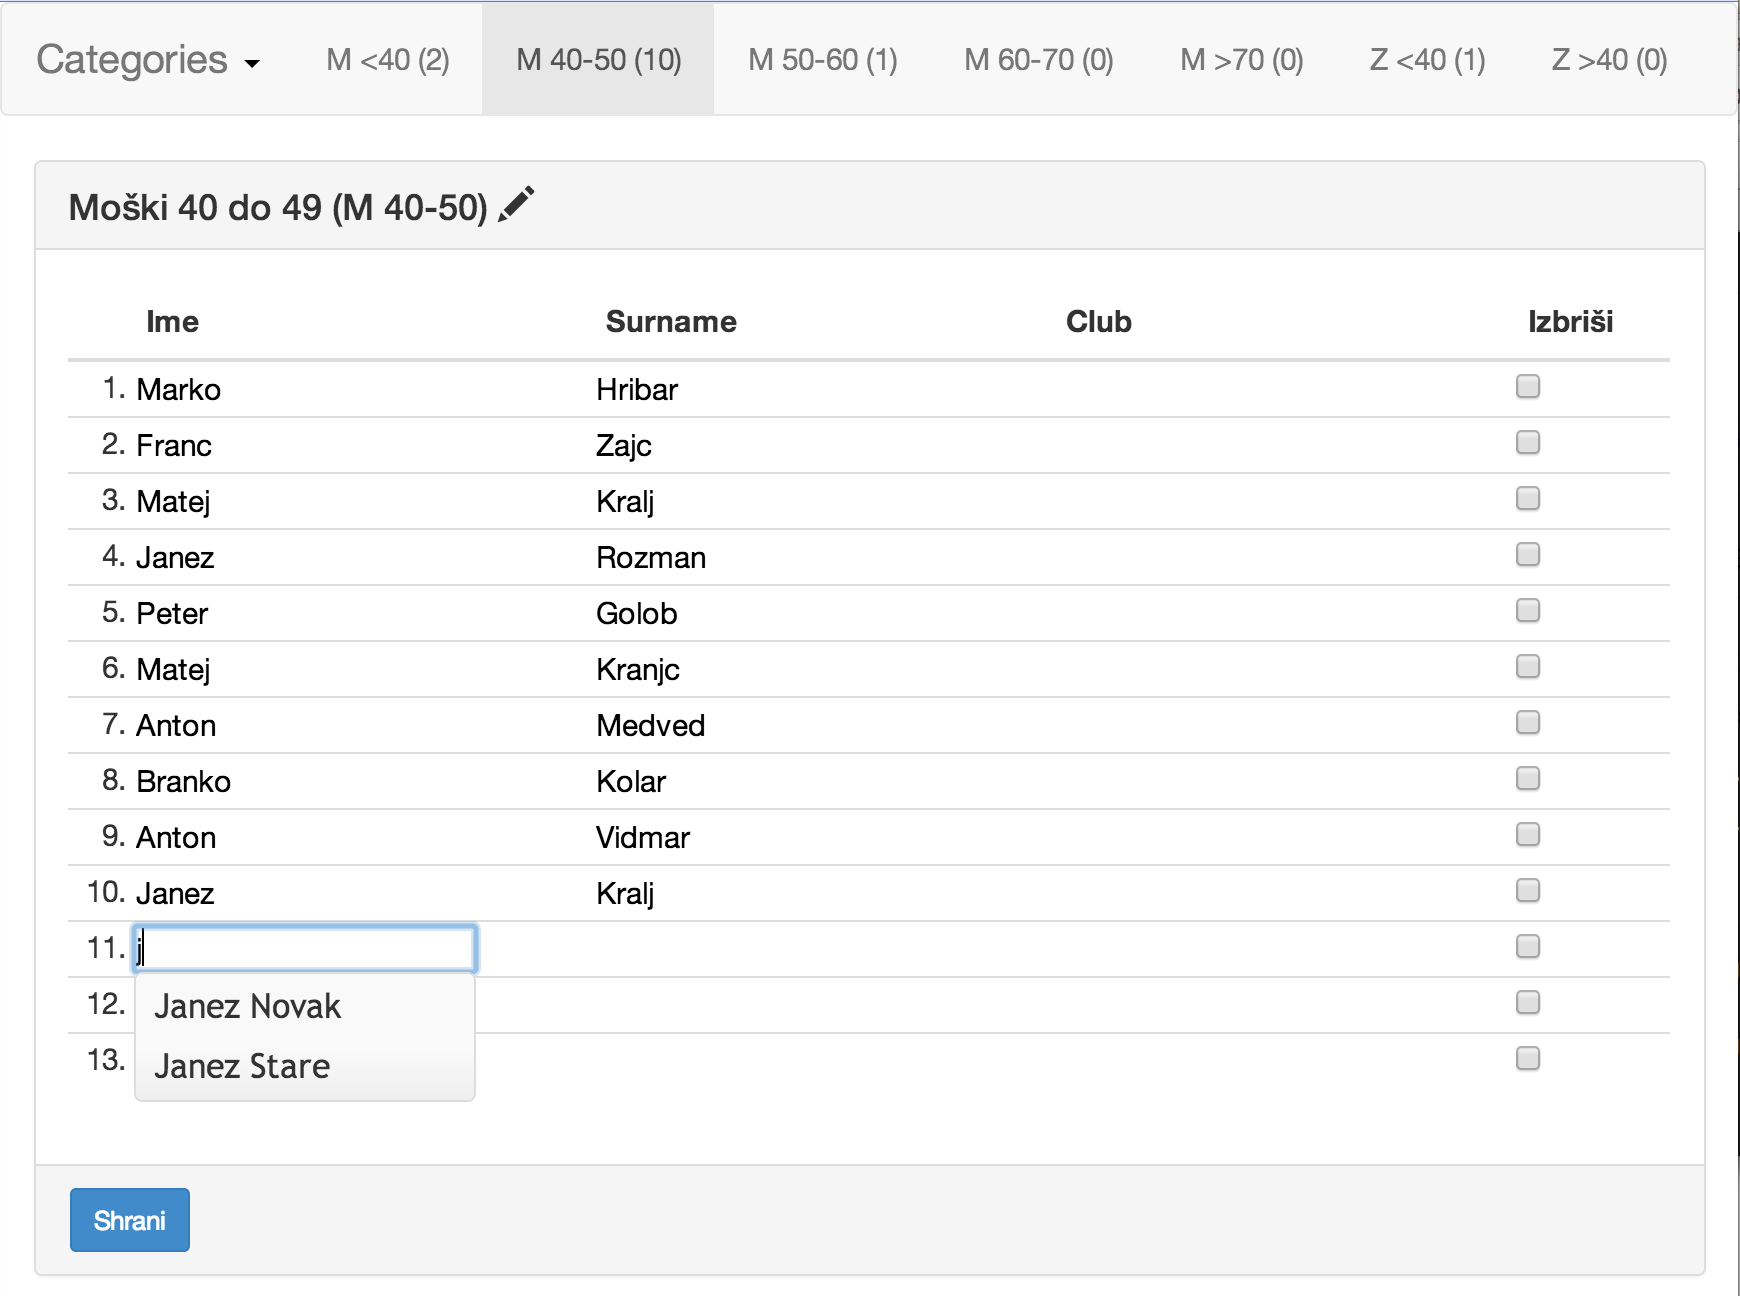 Categories M <40 (2) M 40-50 (10) M 50-60 (1) M 60-70 (0) M >70 (0) Z <40 (1) Z >40 (0)
Moški 40 do 49 (M 40-50)
Ime Surname Club Izbriši
1. Marko Hribar
2. Franc Zajc
3. Matej Kralj
4. Janez Rozman
5. Peter Golob
6. Matej Kranjc
7. Anton Medved
8. Branko Kolar
9. Anton Vidmar
10. Janez Kralj
11. j
12. Janez Novak
13. Janez Stare
Shrani